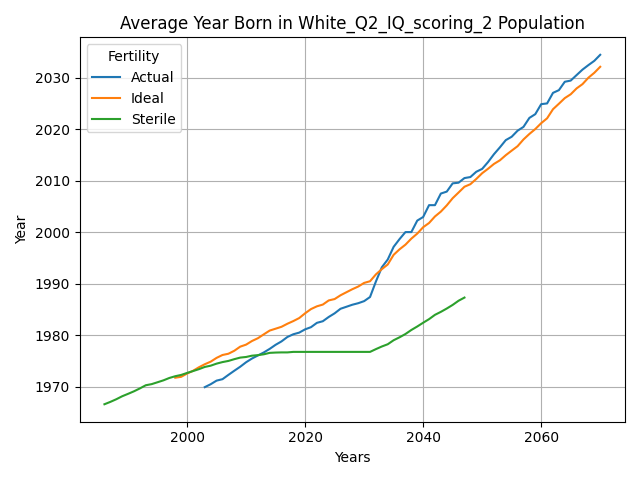 Average Year Born in White_Q2_IQ_scoring_2 Population
Fertility
Actual
Ideal
Sterile
2030
2020
2010
2000
1990
1980
1970
Year
2000
2020
2040
2060
Years